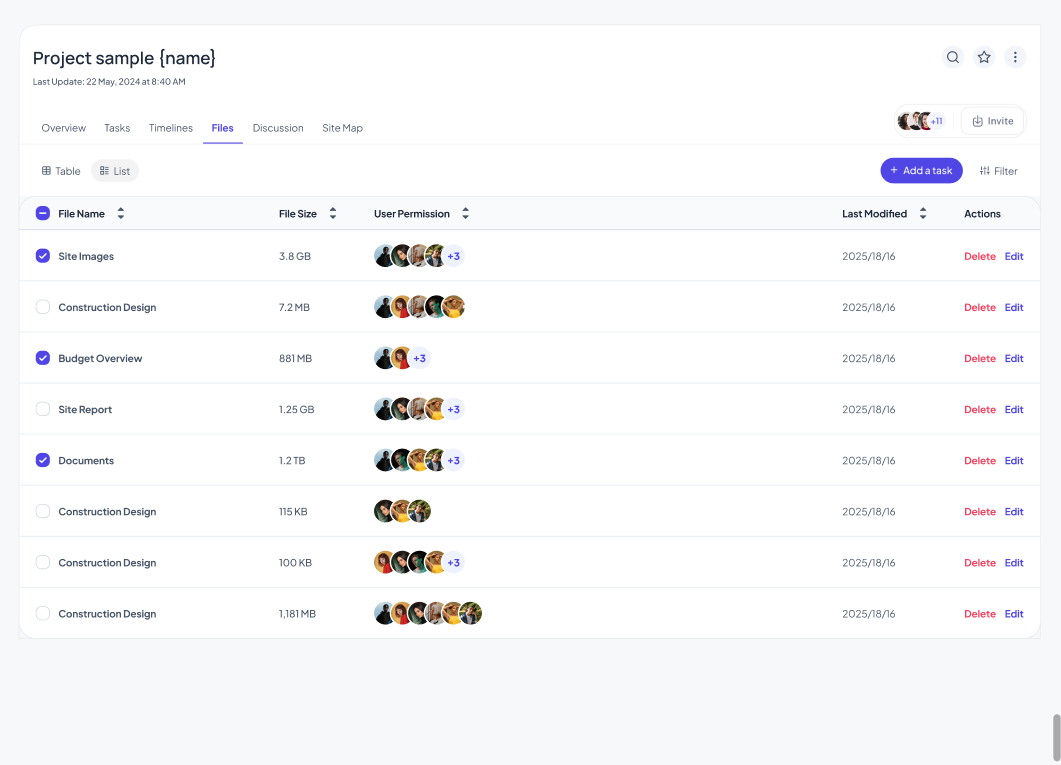 Project sample {name}
Last Update: 22 May, 2024 at 8:40 AM
Overview Tasks Timelines Files Discussion Site Map +11 Invite
Table List + Add a task Filter
File Name File Size User Permission Last Modified Actions
Site Images 3.8 GB +3 2025/18/16 Delete Edit
Construction Design 7.2 MB 2025/18/16 Delete Edit
Budget Overview 881 MB +3 2025/18/16 Delete Edit
Site Report 1.25 GB +3 2025/18/16 Delete Edit
Documents 1.2 TB +3 2025/18/16 Delete Edit
Construction Design 115 KB 2025/18/16 Delete Edit
Construction Design 100 KB +3 2025/18/16 Delete Edit
Construction Design 1,181 MB 2025/18/16 Delete Edit